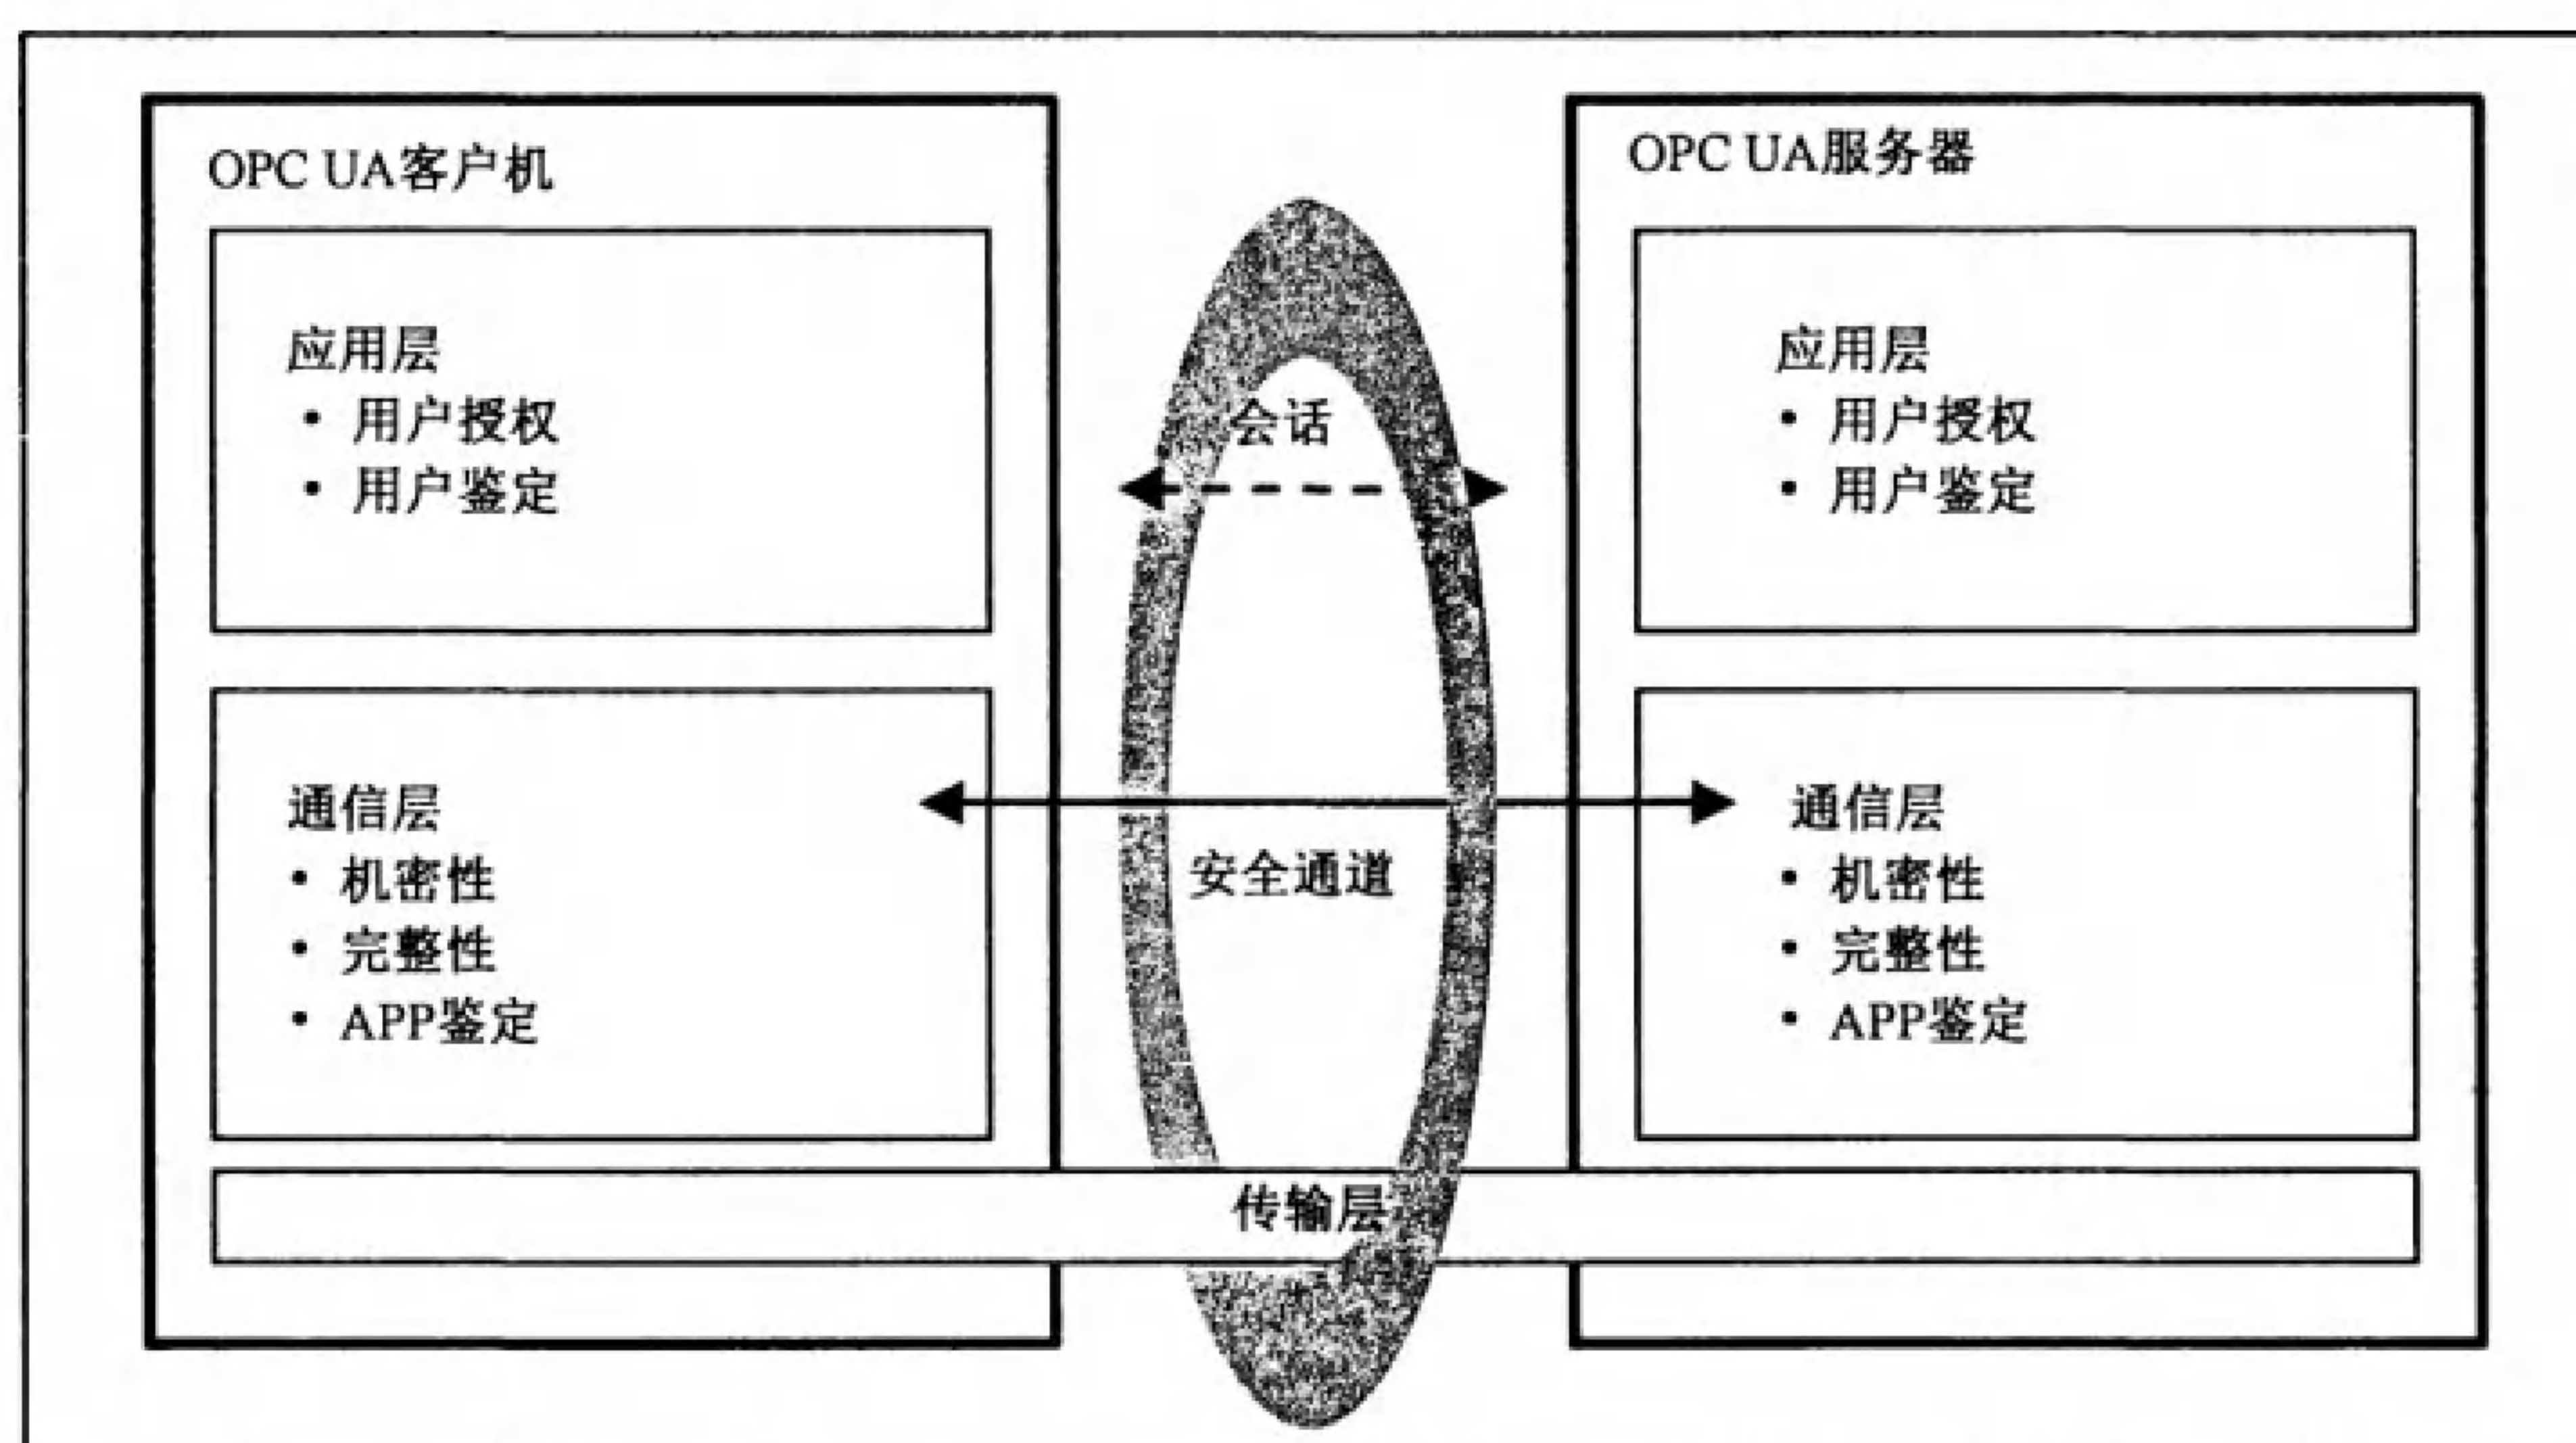 OPC UA客户机
应用层
• 用户授权
• 用户鉴定
通信层
• 机密性
• 完整性
• APP鉴定
会话
安全通道
传输层
OPC UA服务器
应用层
• 用户授权
• 用户鉴定
通信层
• 机密性
• 完整性
• APP鉴定